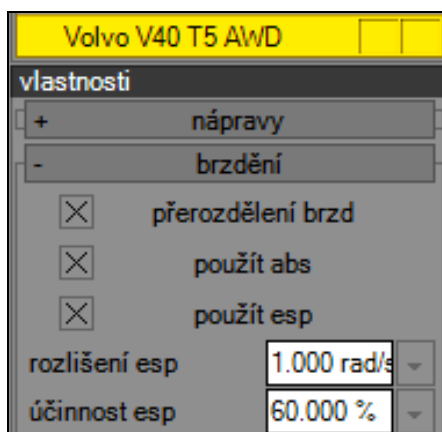 Volvo V40 T5 AWD
vlastnosti
+ nápravy
- brzdění
přerozdělení brzd
použít abs
použít esp
rozlišení esp 1.000 rad/s
účinnost esp 60.000 %